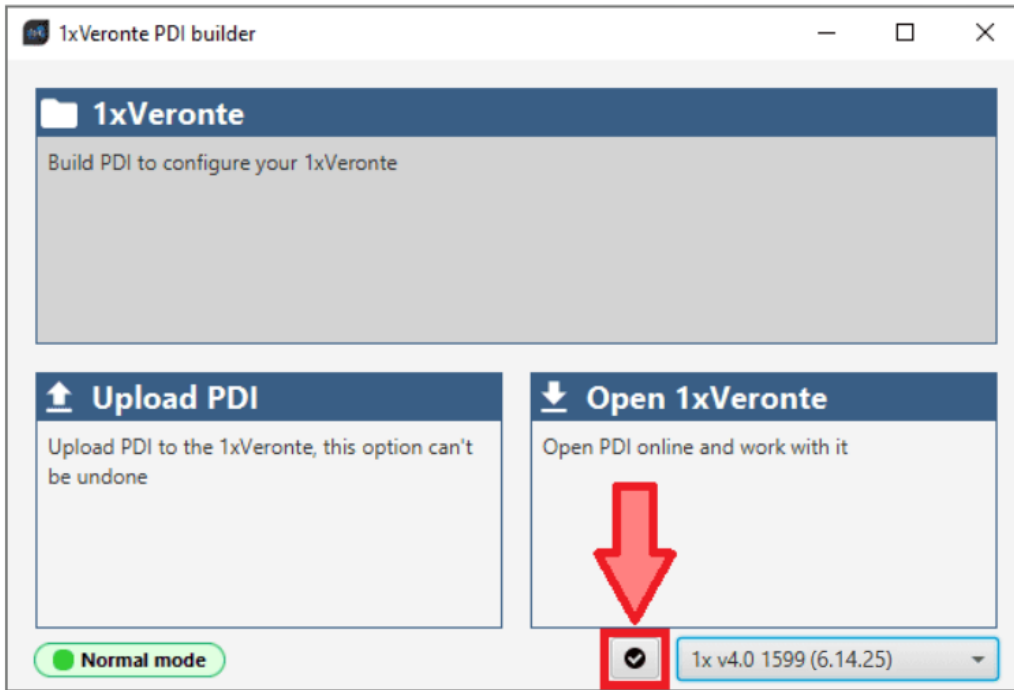 1xVeronte PDI builder
1xVeronte
Build PDI to configure your 1xVeronte
Upload PDI
Upload PDI to the 1xVeronte, this option can't
be undone
Open 1xVeronte
Open PDI online and work with it
Normal mode
1x v4.0 1599 (6.14.25)